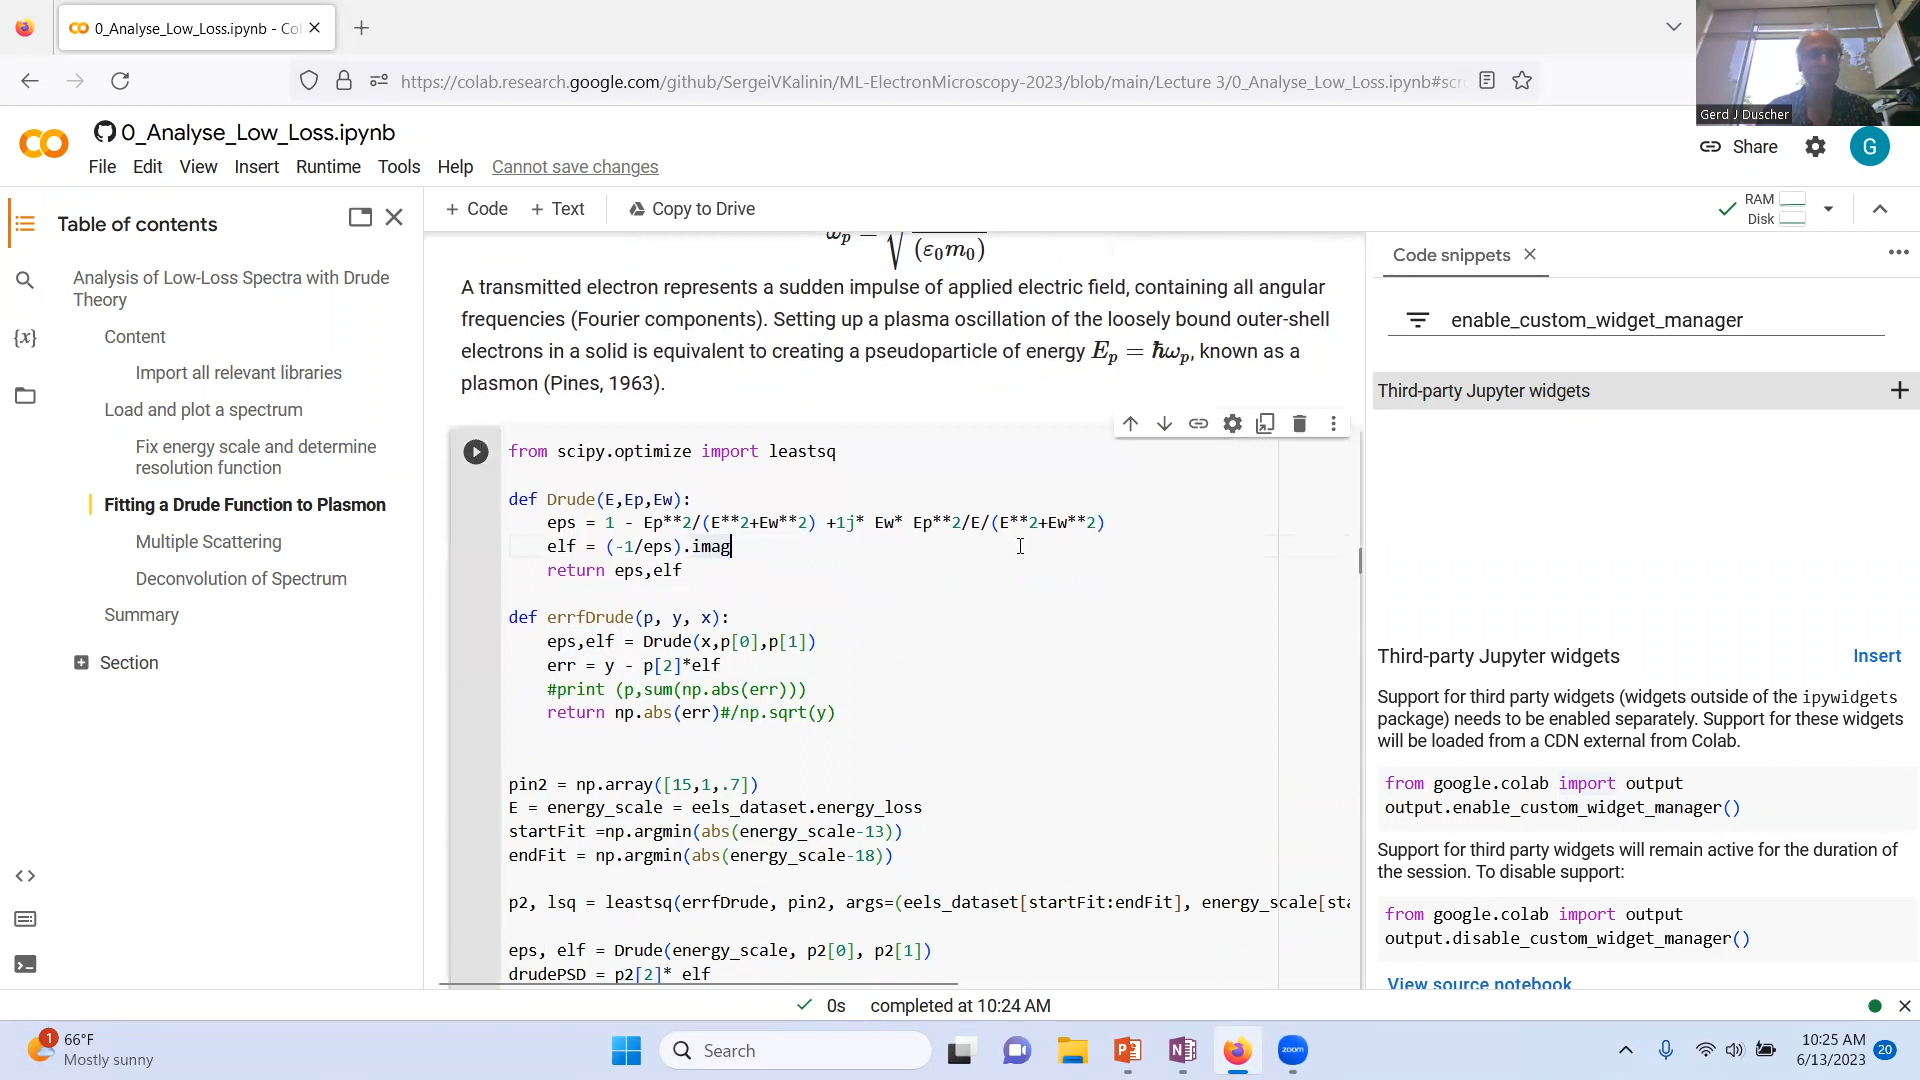 0_Analyse_Low_Loss.ipynb - Co
https://colab.research.google.com/github/SergeiVKalinin/ML-ElectronMicroscopy-2023/blob/main/Lecture 3/0_Analyse_Low_Loss.ipynb#scr
Gerd J Duscher
0_Analyse_Low_Loss.ipynb
File Edit View Insert Runtime Tools Help Cannot save changes
Share
G
Table of contents
+ Code + Text Copy to Drive
RAM
Disk
Analysis of Low-Loss Spectra with Drude
Theory
Content
Import all relevant libraries
Load and plot a spectrum
Fix energy scale and determine
resolution function
Fitting a Drude Function to Plasmon
Multiple Scattering
Deconvolution of Spectrum
Summary
Section
{x}
ω_p = √ (ε₀m₀)
A transmitted electron represents a sudden impulse of applied electric field, containing all angular
frequencies (Fourier components). Setting up a plasma oscillation of the loosely bound outer-shell
electrons in a solid is equivalent to creating a pseudoparticle of energy E_p = ℏω_p, known as a
plasmon (Pines, 1963).
from scipy.optimize import leastsq
def Drude(E,Ep,Ew):
eps = 1 - Ep**2/(E**2+Ew**2) +1j* Ew* Ep**2/E/(E**2+Ew**2)
elf = (-1/eps).imag
return eps,elf
def errfDrude(p, y, x):
eps,elf = Drude(x,p[0],p[1])
err = y - p[2]*elf
#print (p,sum(np.abs(err)))
return np.abs(err)#/np.sqrt(y)
pin2 = np.array([15,1,.7])
E = energy_scale = eels_dataset.energy_loss
startFit =np.argmin(abs(energy_scale-13))
endFit = np.argmin(abs(energy_scale-18))
p2, lsq = leastsq(errfDrude, pin2, args=(eels_dataset[startFit:endFit], energy_scale[sta
eps, elf = Drude(energy_scale, p2[0], p2[1])
drudePSD = p2[2]* elf
Code snippets
enable_custom_widget_manager
Third-party Jupyter widgets
Third-party Jupyter widgets Insert
Support for third party widgets (widgets outside of the ipywidgets
package) needs to be enabled separately. Support for these widgets
will be loaded from a CDN external from Colab.
from google.colab import output
output.enable_custom_widget_manager()
Support for third party widgets will remain active for the duration of
the session. To disable support:
from google.colab import output
output.disable_custom_widget_manager()
View source notebook
0s completed at 10:24 AM
1
66°F
Mostly sunny
Search
zoom
10:25 AM
6/13/2023
20